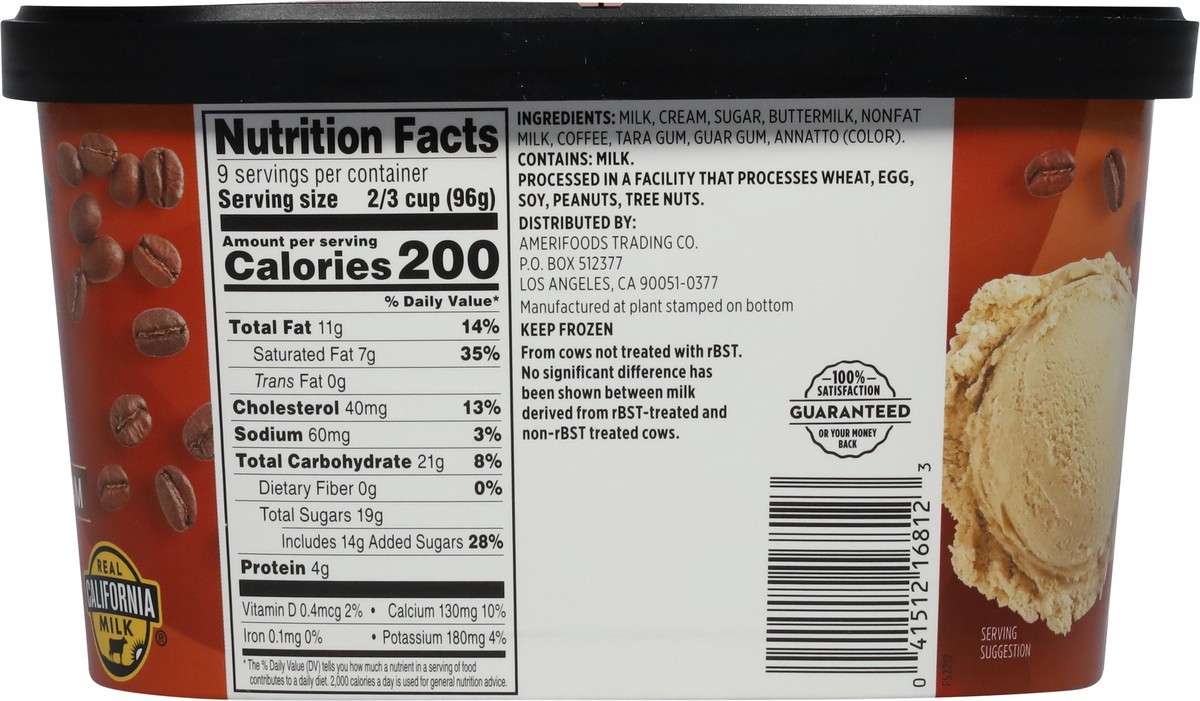 Nutrition Facts
9 servings per container
Serving size 2/3 cup (96g)
Amount per serving
Calories 200
% Daily Value*
Total Fat 11g 14%
Saturated Fat 7g 35%
Trans Fat 0g
Cholesterol 40mg 13%
Sodium 60mg 3%
Total Carbohydrate 21g 8%
Dietary Fiber 0g 0%
Total Sugars 19g
Includes 14g Added Sugars 28%
Protein 4g
Vitamin D 0.4mcg 2% • Calcium 130mg 10%
Iron 0.1mg 0% • Potassium 180mg 4%
* The % Daily Value (DV) tells you how much a nutrient in a serving of food
contributes to a daily diet. 2,000 calories a day is used for general nutrition advice.
INGREDIENTS: MILK, CREAM, SUGAR, BUTTERMILK, NONFAT
MILK, COFFEE, TARA GUM, GUAR GUM, ANNATTO (COLOR).
CONTAINS: MILK.
PROCESSED IN A FACILITY THAT PROCESSES WHEAT, EGG,
SOY, PEANUTS, TREE NUTS.
DISTRIBUTED BY:
AMERIFOODS TRADING CO.
P.O. BOX 512377
LOS ANGELES, CA 90051-0377
Manufactured at plant stamped on bottom
KEEP FROZEN
From cows not treated with rBST.
No significant difference has
been shown between milk
derived from rBST-treated and
non-rBST treated cows.
100%
SATISFACTION
GUARANTEED
OR YOUR MONEY
BACK
0 41512 16812 3
REAL
CALIFORNIA
MILK
®
SERVING
SUGGESTION